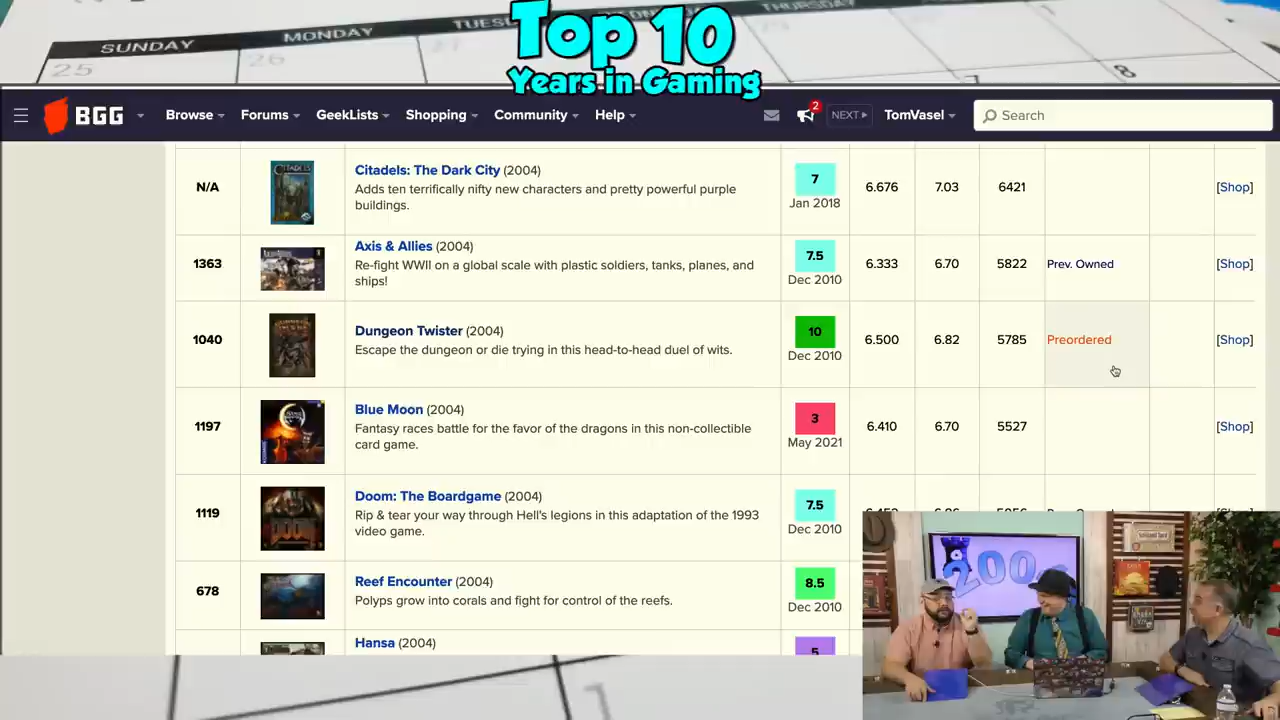 Top 10
Years in Gaming
SUNDAY MONDAY THURSDAY
25 26 27 1
7 8
BGG Browse Forums GeekLists Shopping Community Help 2 NEXT TomVasel Search
N/A Citadels: The Dark City (2004) 7 6.676 7.03 6421 [Shop]
Adds ten terrifically nifty new characters and pretty powerful purple
buildings. Jan 2018
1363 Axis & Allies (2004) 7.5 6.333 6.70 5822 Prev. Owned [Shop]
Re-fight WWII on a global scale with plastic soldiers, tanks, planes, and
ships! Dec 2010
1040 Dungeon Twister (2004) 10 6.500 6.82 5785 Preordered [Shop]
Escape the dungeon or die trying in this head-to-head duel of wits. Dec 2010
1197 Blue Moon (2004) 3 6.410 6.70 5527 [Shop]
Fantasy races battle for the favor of the dragons in this non-collectible
card game. May 2021
1119 Doom: The Boardgame (2004) 7.5
Rip & tear your way through Hell's legions in this adaptation of the 1993
video game. Dec 2010
678 Reef Encounter (2004) 8.5
Polyps grow into corals and fight for control of the reefs. Dec 2010
Hansa (2004) 5
200